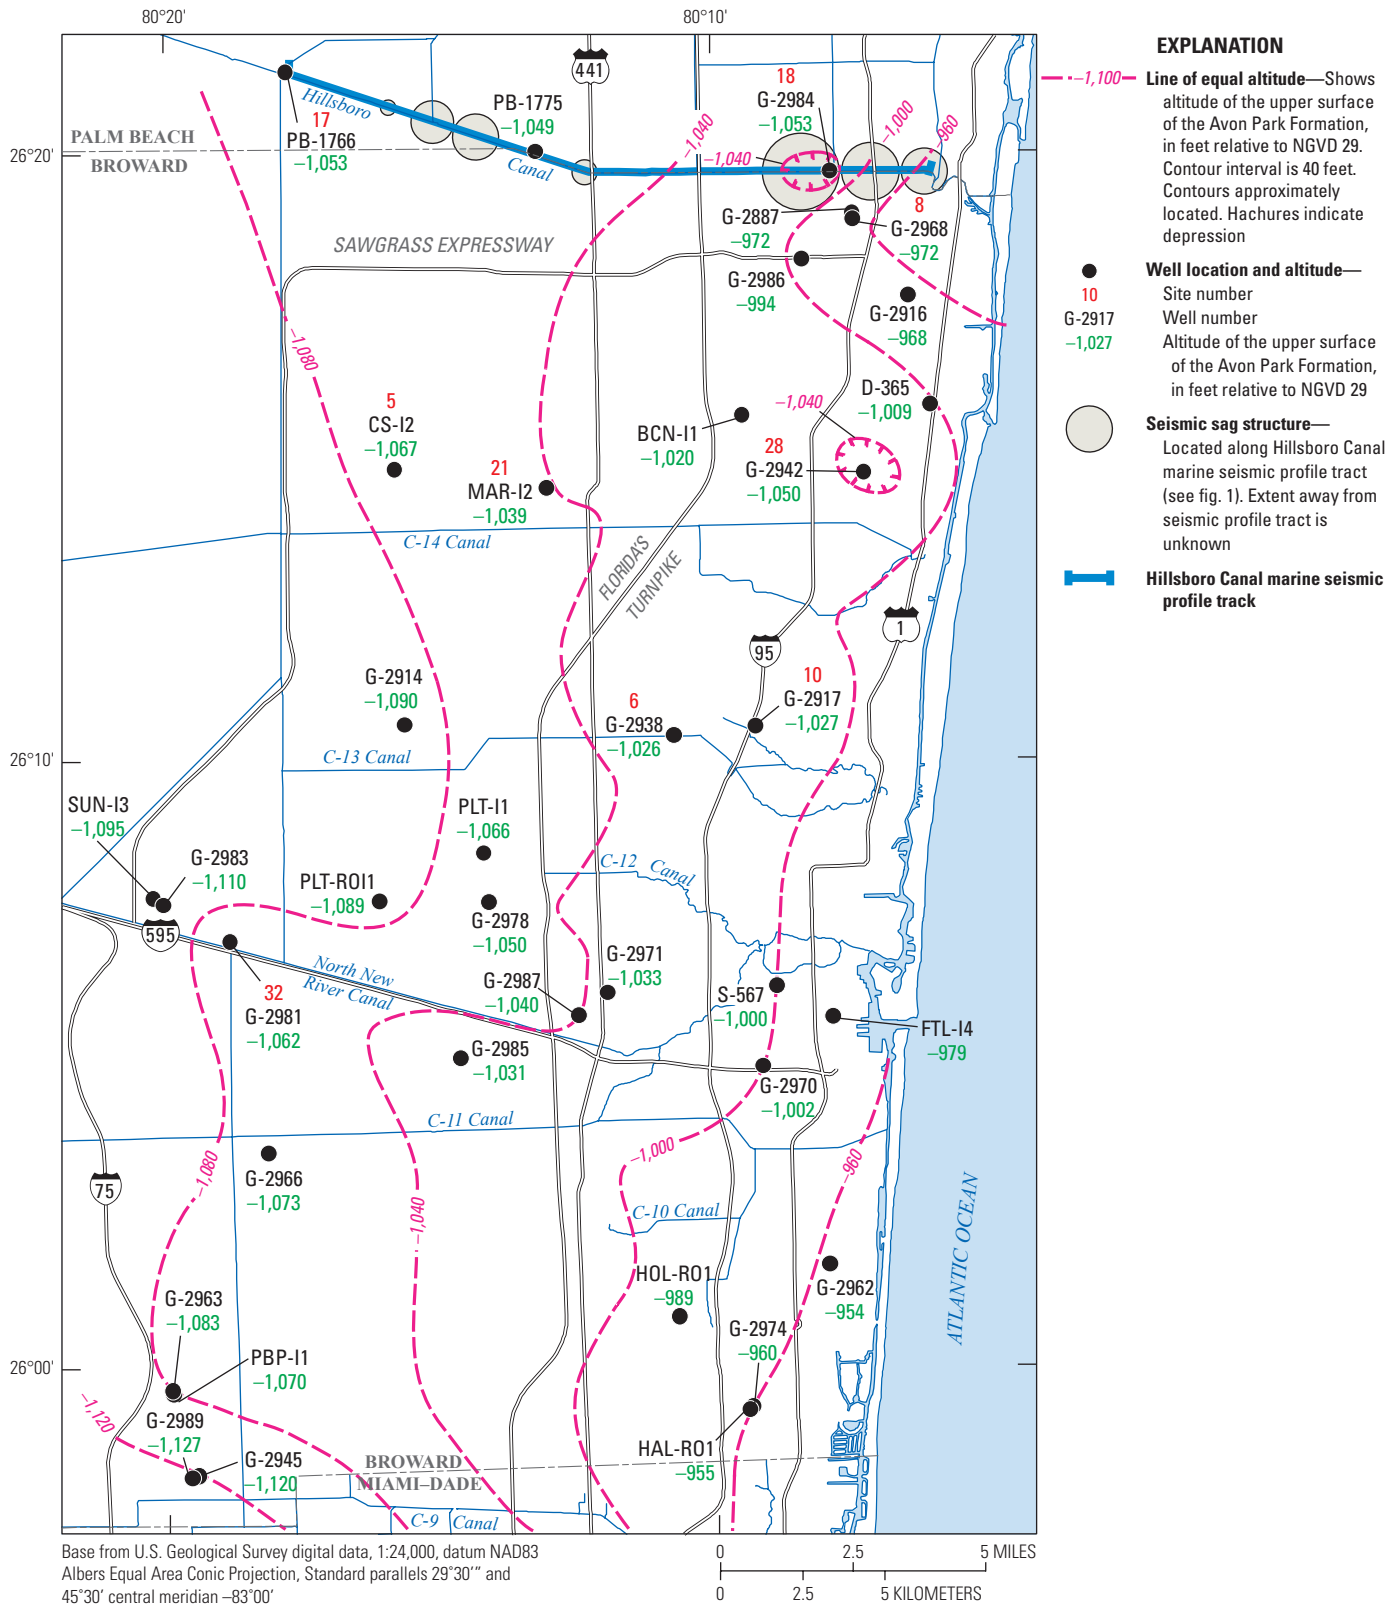 80°20'
80°10'
EXPLANATION
–1,100
Line of equal altitude—Shows
altitude of the upper surface
of the Avon Park Formation,
in feet relative to NGVD 29.
Contour interval is 40 feet.
Contours approximately
located. Hachures indicate
depression
Well location and altitude—
10
Site number
G-2917
Well number
–1,027
Altitude of the upper surface
of the Avon Park Formation,
in feet relative to NGVD 29
Seismic sag structure—
Located along Hillsboro Canal
marine seismic profile tract
(see fig. 1). Extent away from
seismic profile tract is
unknown
Hillsboro Canal marine seismic
profile track
441
18
G-2984
–1,053
Hillsboro
Canal
17
PB-1766
–1,053
PB-1775
–1,049
–1,040
–1,040
–1,000
–960
PALM BEACH
BROWARD
26°20'
G-2887
–972
8
G-2968
–972
SAWGRASS EXPRESSWAY
G-2986
–994
G-2916
–968
–1,080
5
CS-I2
–1,067
D-365
–1,009
–1,040
BCN-I1
–1,020
28
G-2942
–1,050
21
MAR-I2
–1,039
C-14 Canal
FLORIDA'S
TURNPIKE
1
95
G-2914
–1,090
10
G-2917
–1,027
6
G-2938
–1,026
C-13 Canal
26°10'
SUN-I3
–1,095
PLT-I1
–1,066
G-2983
–1,110
PLT-ROI1
–1,089
C-12 Canal
G-2978
–1,050
595
North New
River Canal
G-2971
–1,033
G-2987
–1,040
S-567
–1,000
32
G-2981
–1,062
FTL-I4
–979
G-2985
–1,031
G-2970
–1,002
C-11 Canal
–1,000
–960
–1,080
75
G-2966
–1,073
–1,040
C-10 Canal
ATLANTIC OCEAN
HOL-RO1
–989
G-2962
–954
G-2963
–1,083
G-2974
–960
PBP-I1
–1,070
26°00'
–1,120
G-2989
–1,127
HAL-RO1
–955
G-2945
–1,120
BROWARD
MIAMI–DADE
C-9 Canal
Base from U.S. Geological Survey digital data, 1:24,000, datum NAD83
Albers Equal Area Conic Projection, Standard parallels 29°30'" and
45°30' central meridian –83°00'
0 2.5 5 MILES
0 2.5 5 KILOMETERS